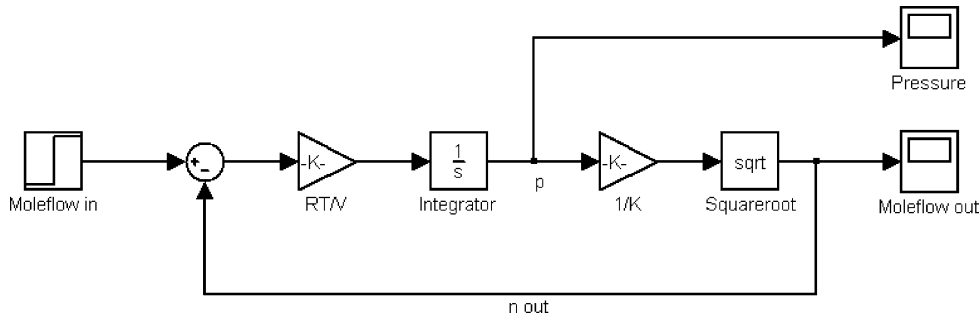 Pressure
+
−
-K-
1
s
-K-
sqrt
Moleflow in
RT/V
Integrator
p
1/K
Squareroot
Moleflow out
n out